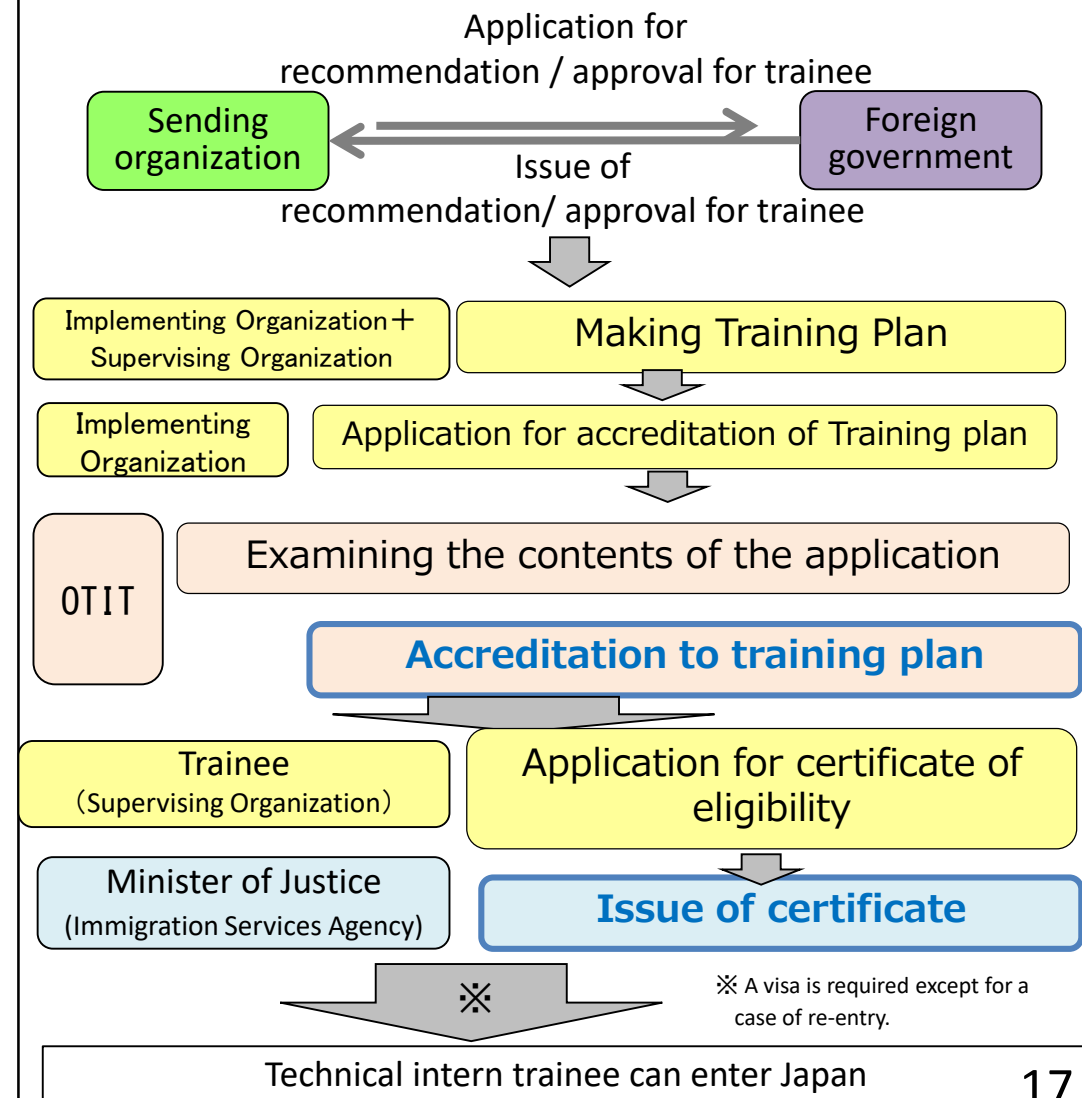 Application for
recommendation / approval for trainee
Sending
organization
Foreign
government
Issue of
recommendation/ approval for trainee
Implementing Organization＋
Supervising Organization
Making Training Plan
Implementing
Organization
Application for accreditation of Training plan
OTIT
Examining the contents of the application
Accreditation to training plan
Trainee
（Supervising Organization）
Application for certificate of
eligibility
Minister of Justice
(Immigration Services Agency)
Issue of certificate
※
※ A visa is required except for a
case of re-entry.
Technical intern trainee can enter Japan
17